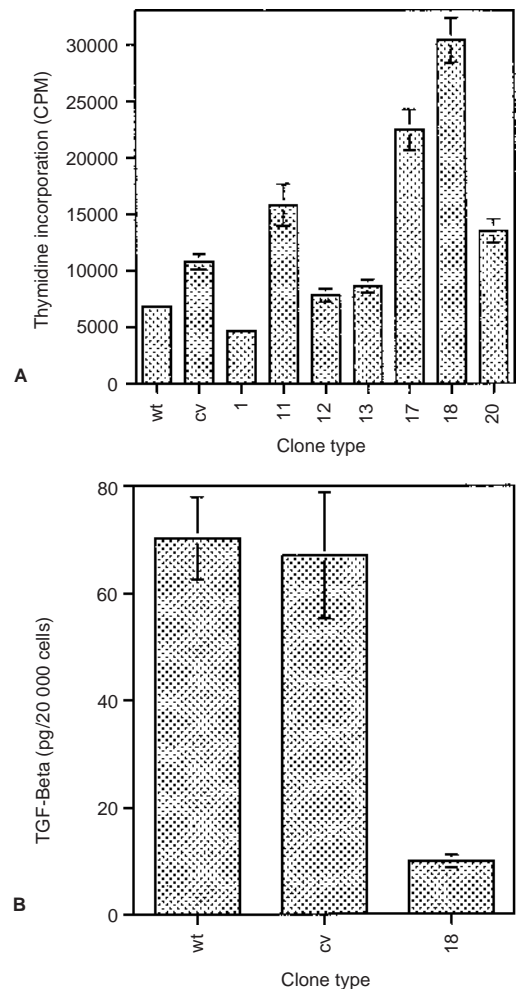 Thymidine incorporation (CPM)
30000
25000
20000
15000
10000
5000
0
wt
cv
1
11
12
13
17
18
20
Clone type
A
TGF-Beta (pg/20 000 cells)
80
60
40
20
0
wt
cv
18
Clone type
B